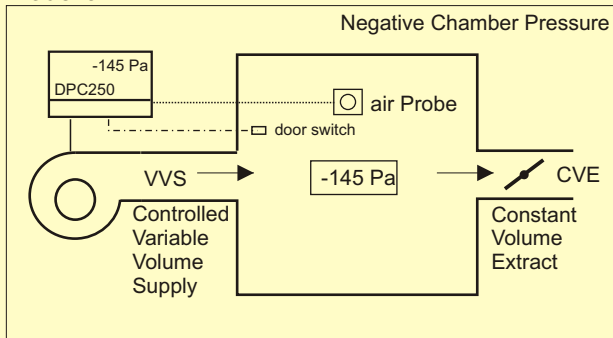 Negative Chamber Pressure
-145 Pa
DPC250
air Probe
door switch
VVS
-145 Pa
CVE
Controlled
Variable
Volume
Supply
Constant
Volume
Extract